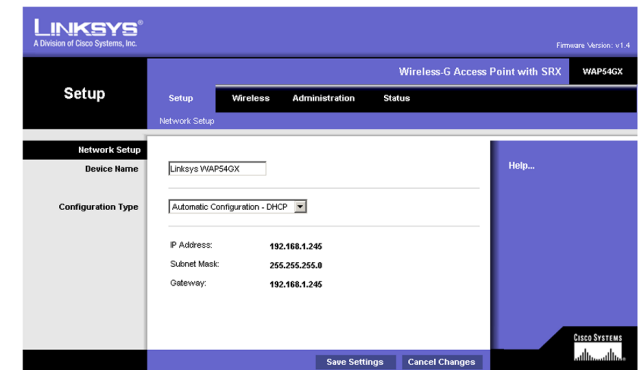 LINKSYS®
A Division of Cisco Systems, Inc.
Firmware Version: v1.4
Wireless-G Access Point with SRX WAP54GX
Setup
Setup Wireless Administration Status
Network Setup
Network Setup
Device Name Linksys WAP54GX
Help...
Configuration Type Automatic Configuration - DHCP
IP Address: 192.168.1.245
Subnet Mask: 255.255.255.0
Gateway: 192.168.1.245
CISCO SYSTEMS
Save Settings Cancel Changes